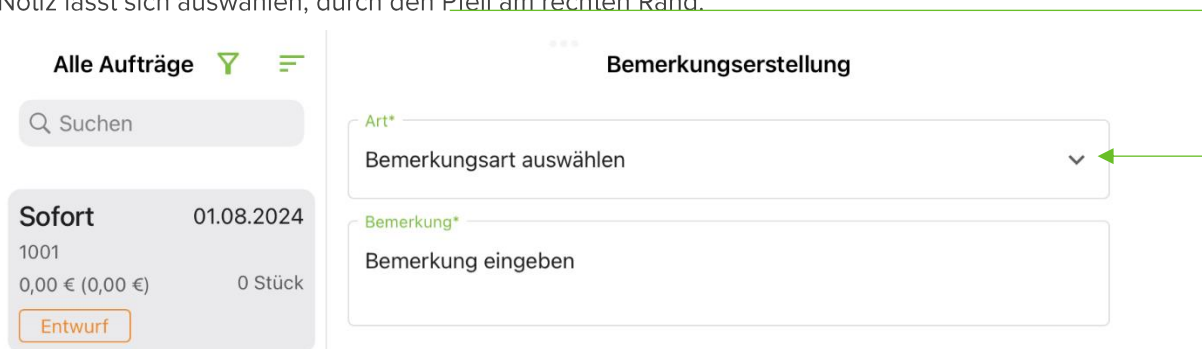 Notiz lässt sich auswählen, durch den Pfeil am rechten Rand.
Alle Aufträge
Suchen
Sofort 01.08.2024
1001
0,00 € (0,00 €) 0 Stück
Entwurf
Bemerkungserstellung
Art*
Bemerkungsart auswählen
Bemerkung*
Bemerkung eingeben